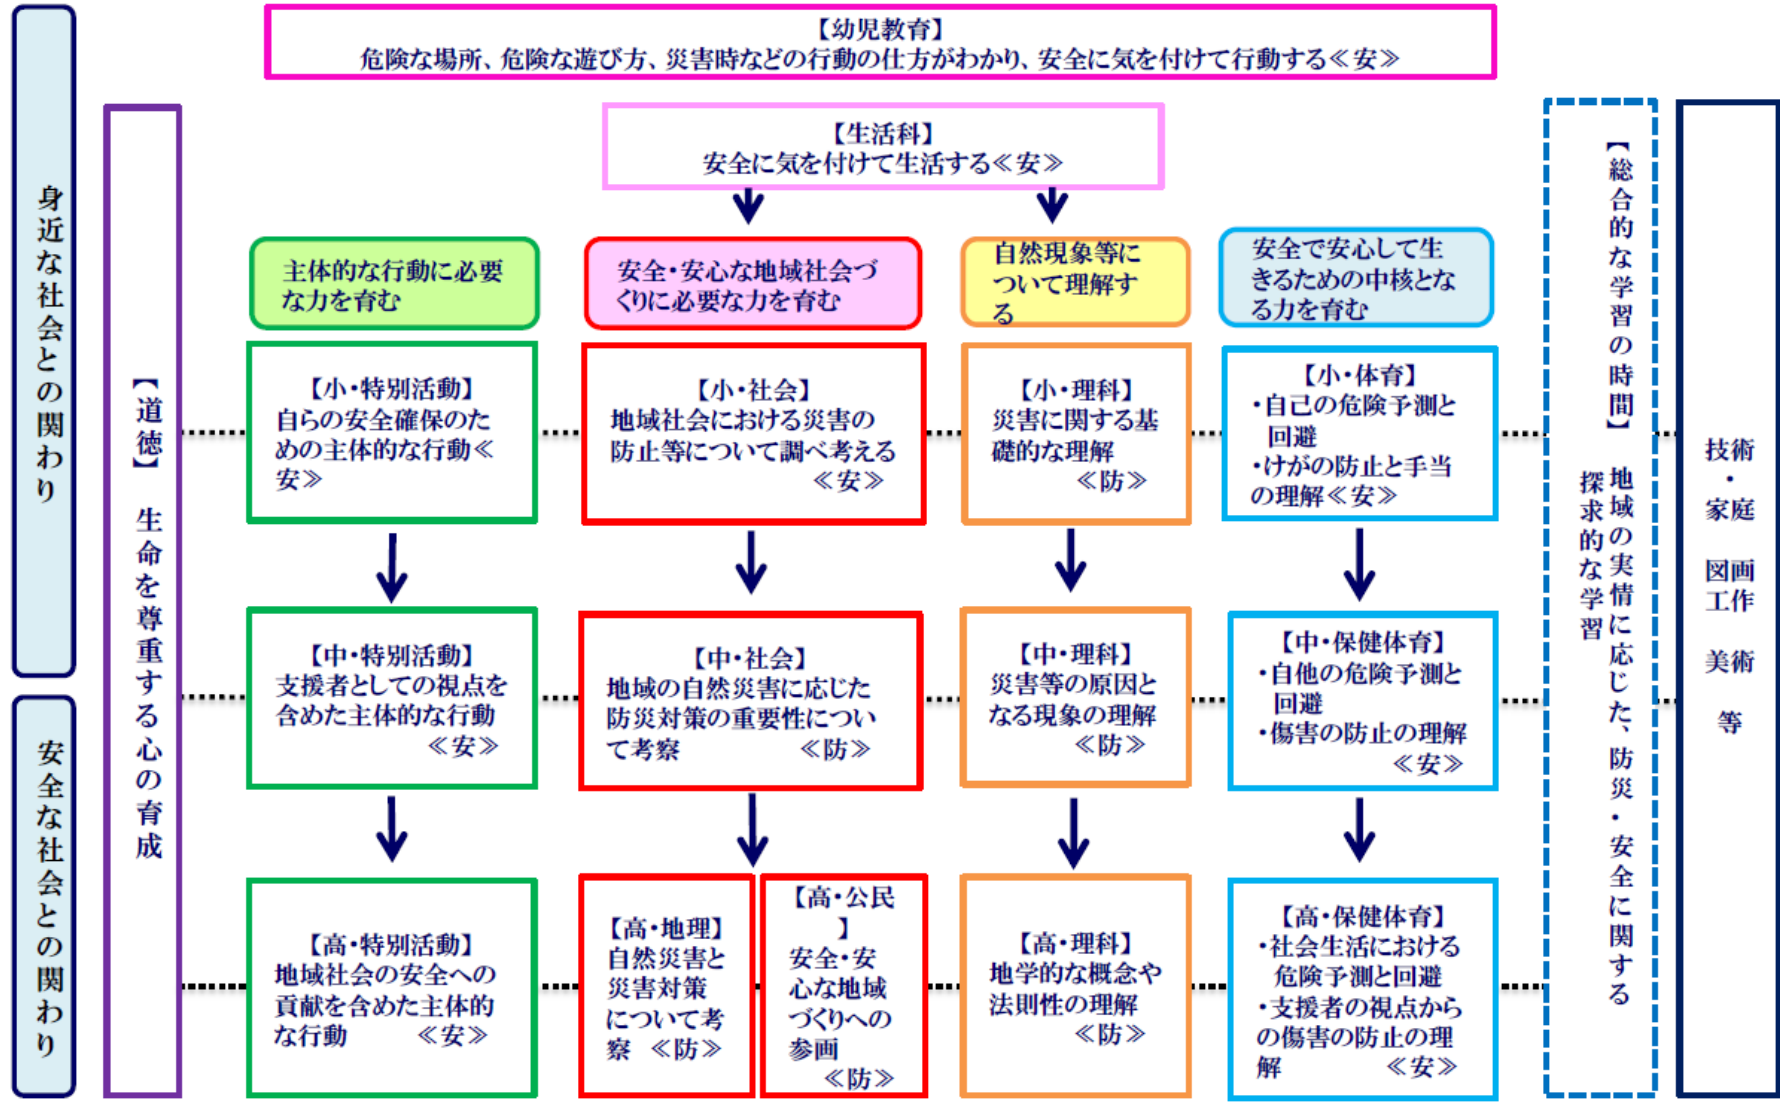 【幼児教育】
危険な場所、危険な遊び方、災害時などの行動の仕方がわかり、安全に気を付けて行動する≪安≫
身近な社会との関わり
安全な社会との関わり
【道徳】 生命を尊重する心の育成
【生活科】
安全に気を付けて生活する≪安≫
主体的な行動に必要
な力を育む
安全・安心な地域社会づ
くりに必要な力を育む
自然現象等に
ついて理解す
る
安全で安心して生
きるための中核とな
る力を育む
【小・特別活動】
自らの安全確保のた
めの主体的な行動≪
安≫
【小・社会】
地域社会における災害の
防止等について調べ考える
≪安≫
【小・理科】
災害に関する基
礎的な理解
≪防≫
【小・体育】
・自己の危険予測と
回避
・けがの防止と手当
の理解≪安≫
【中・特別活動】
支援者としての視点を
含めた主体的な行動
≪安≫
【中・社会】
地域の自然災害に応じた
防災対策の重要性につい
て考察 ≪防≫
【中・理科】
災害等の原因と
なる現象の理解
≪防≫
【中・保健体育】
・自他の危険予測と
回避
・傷害の防止の理解
≪安≫
【高・特別活動】
地域社会の安全への
貢献を含めた主体的
な行動 ≪安≫
【高・地理】
自然災害と
災害対策
について考
察 ≪防≫
【高・公民
】
安全・安
心な地域
づくりへの
参画
≪防≫
【高・理科】
地学的な概念や
法則性の理解
≪防≫
【高・保健体育】
・社会生活における
危険予測と回避
・支援者の視点から
の傷害の防止の理
解 ≪安≫
【総合的な学習の時間】 地域の実情に応じた、防災・安全に関する
探求的な学習
技術
・
家庭
図画
工作
美術
等